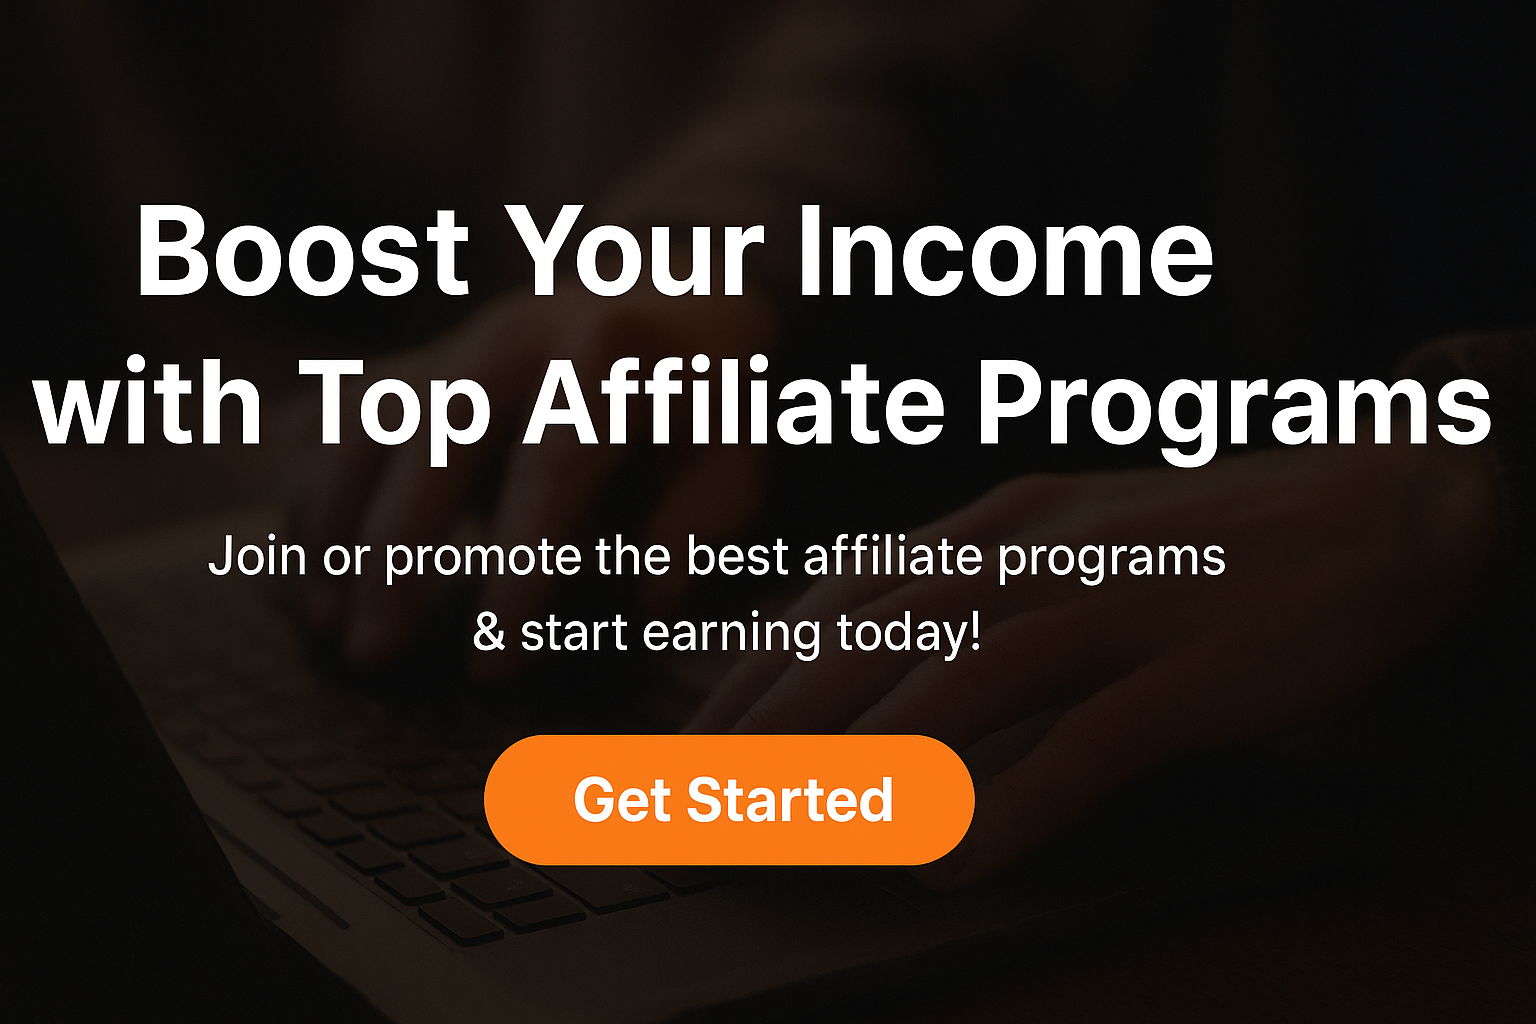 Boost Your Income
with Top Affiliate Programs
Join or promote the best affiliate programs
& start earning today!
Get Started